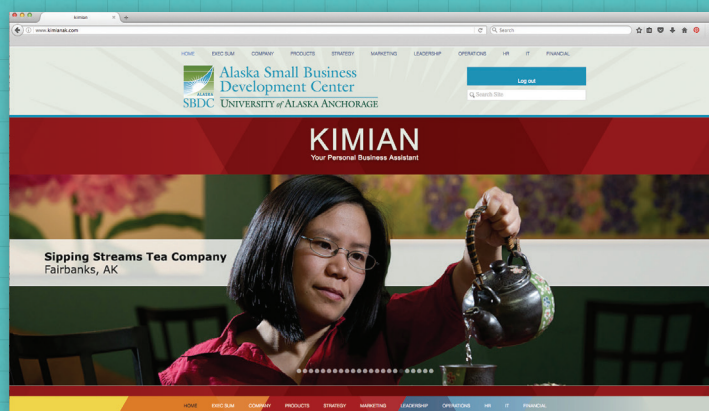 kimian
www.kimianak.com
Search
HOME EXEC SUM COMPANY PRODUCTS STRATEGY MARKETING LEADERSHIP OPERATIONS HR IT FINANCIAL
ALASKA
SBDC
Alaska Small Business
Development Center
UNIVERSITY of ALASKA ANCHORAGE
Log out
Search Site
KIMIAN
Your Personal Business Assistant
Sipping Streams Tea Company
Fairbanks, AK
HOME EXEC SUM COMPANY PRODUCTS STRATEGY MARKETING LEADERSHIP OPERATIONS HR IT FINANCIAL